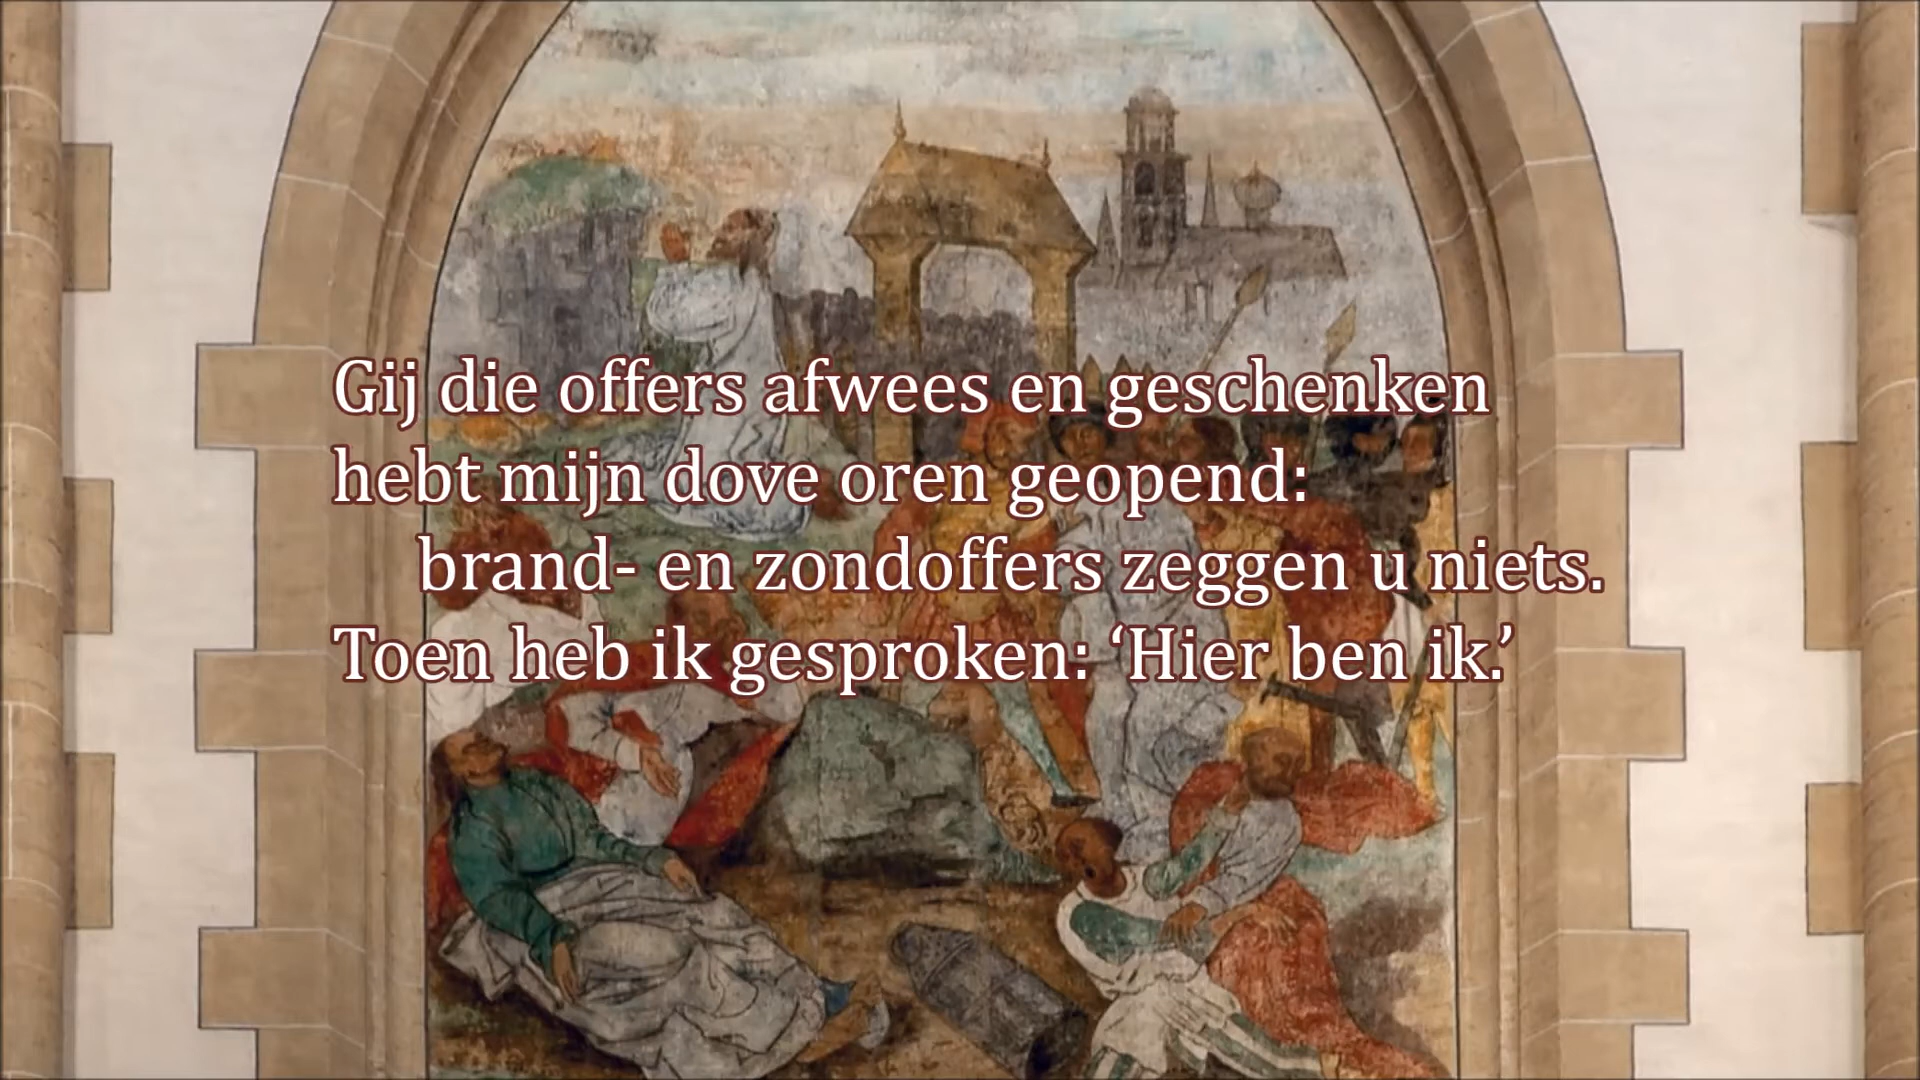 Gij die offers afwees en geschenken
hebt mijn dove oren geopend:
brand- en zondoffers zeggen u niets.
Toen heb ik gesproken: ‘Hier ben ik.’